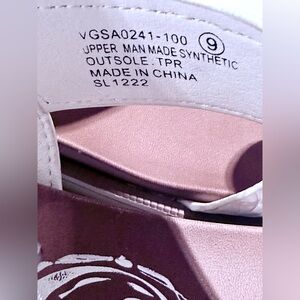 VGSA0241-100 9
UPPER MAN MADE SYNTHETIC
OUTSOLE. TPR
MADE IN CHINA
SL1222